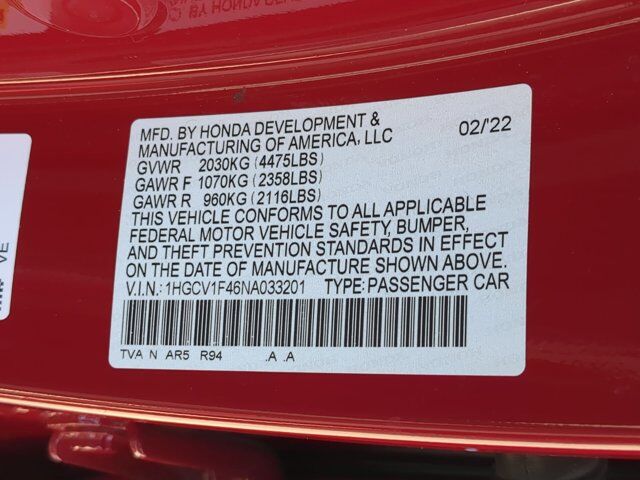 MFD. BY HONDA DEVELOPMENT &
MANUFACTURING OF AMERICA, LLC 02/'22
GVWR 2030KG (4475LBS)
GAWR F 1070KG (2358LBS)
GAWR R 960KG (2116LBS)
THIS VEHICLE CONFORMS TO ALL APPLICABLE
FEDERAL MOTOR VEHICLE SAFETY, BUMPER,
AND THEFT PREVENTION STANDARDS IN EFFECT
ON THE DATE OF MANUFACTURE SHOWN ABOVE.
V.I.N.: 1HGCV1F46NA033201 TYPE: PASSENGER CAR
TVA N AR5 R94 .A .A
VE